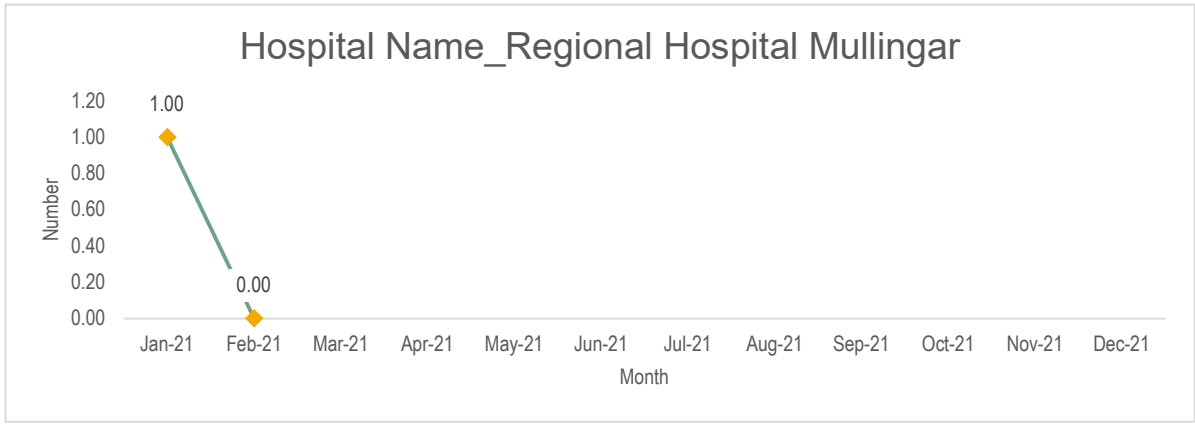 Hospital Name_Regional Hospital Mullingar
1.20
1.00
0.80
0.60
0.40
0.20
0.00
Number
1.00
0.00
Jan-21 Feb-21 Mar-21 Apr-21 May-21 Jun-21 Jul-21 Aug-21 Sep-21 Oct-21 Nov-21 Dec-21
Month